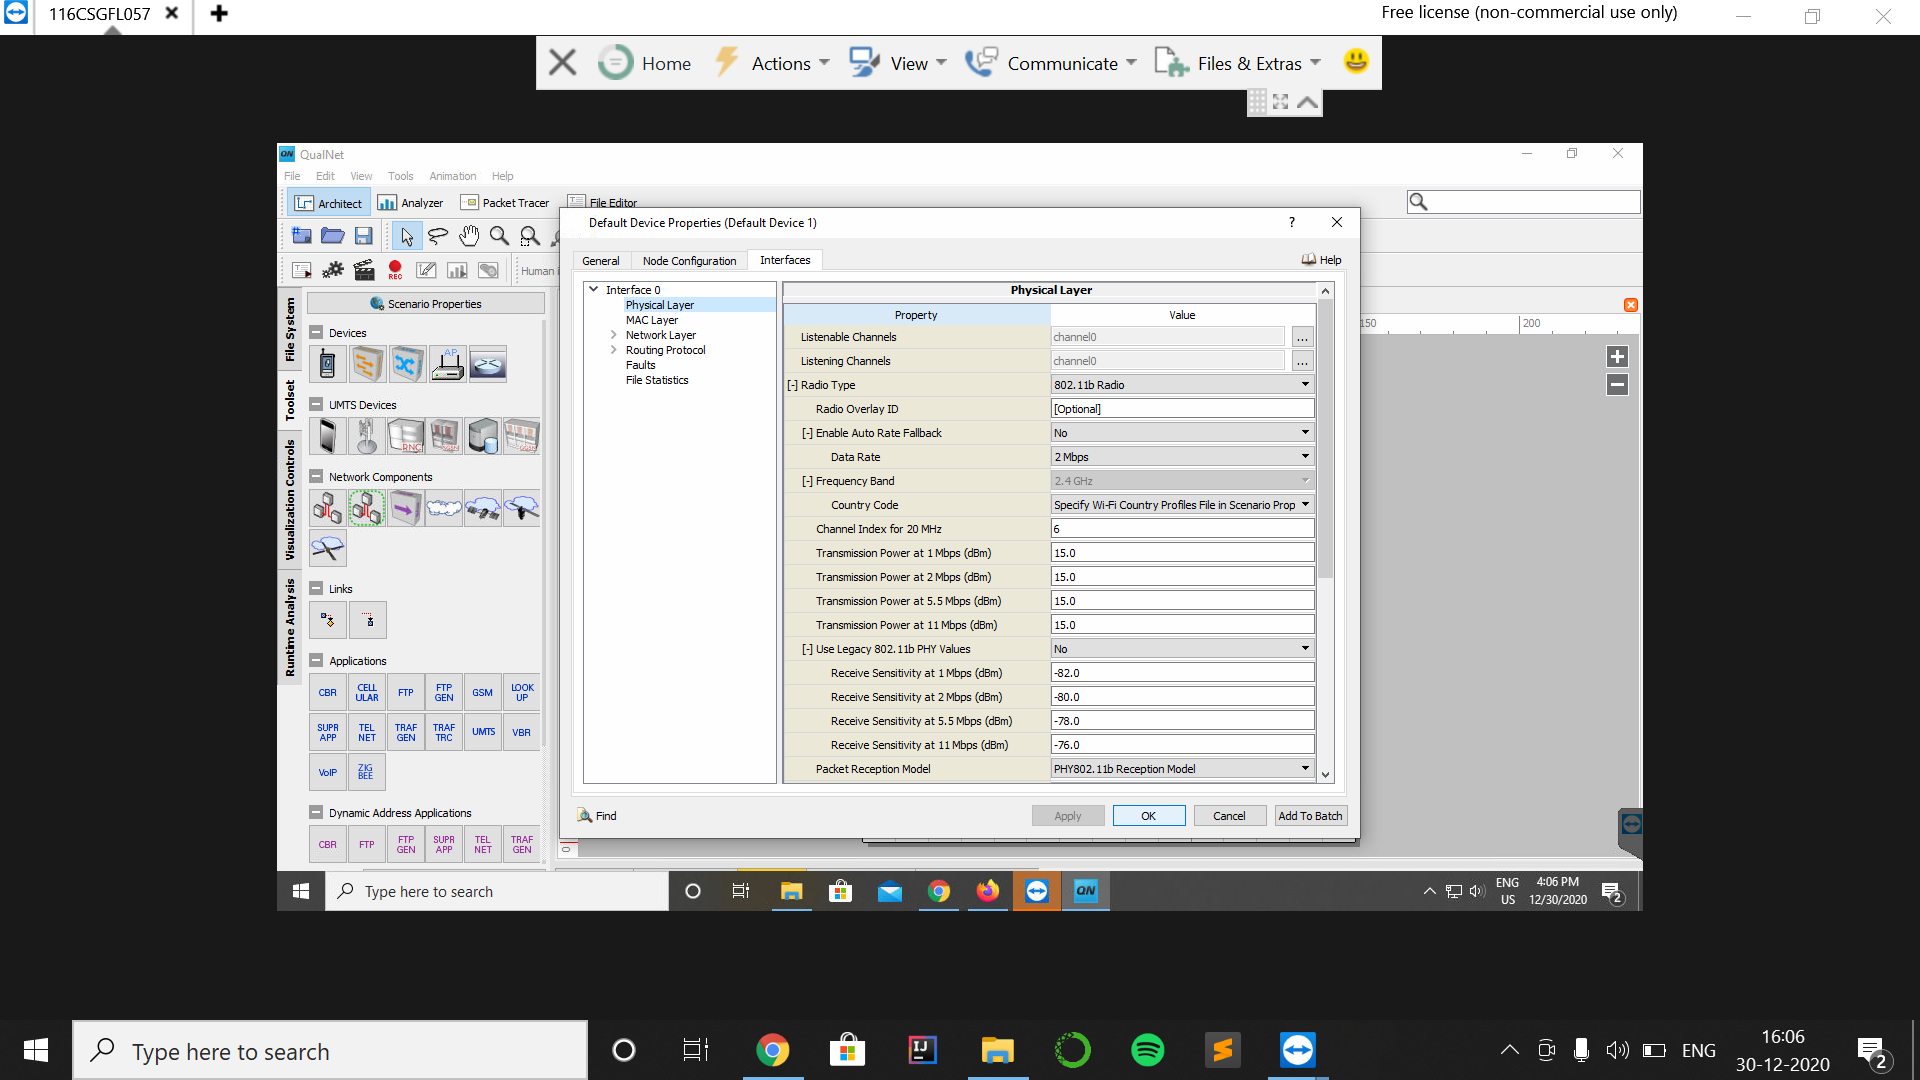 116CSGFL057
Free license (non-commercial use only)
Home Actions View Communicate Files & Extras
QN QualNet
File Edit View Tools Animation Help
Architect Analyzer Packet Tracer File Editor
Default Device Properties (Default Device 1) ?
REC Human i
General Node Configuration Interfaces Help
Scenario Properties
File System
Toolset
Visualization Controls
Runtime Analysis
Devices
AP
UMTS Devices
RNC
Network Components
Links
Applications
CBR CELL ULAR FTP FTP GEN GSM LOOK UP
SUPR APP TEL NET TRAF GEN TRAF TRC UMTS VBR
VoIP ZIG BEE
Dynamic Address Applications
CBR FTP FTP GEN SUPR APP TEL NET TRAF GEN
Interface 0
Physical Layer
MAC Layer
Network Layer
Routing Protocol
Faults
File Statistics
Physical Layer
Property Value
Listenable Channels channel0 ...
Listening Channels channel0 ...
[-] Radio Type 802.11b Radio
Radio Overlay ID [Optional]
[-] Enable Auto Rate Fallback No
Data Rate 2 Mbps
[-] Frequency Band 2.4 GHz
Country Code Specify Wi-Fi Country Profiles File in Scenario Prop
Channel Index for 20 MHz 6
Transmission Power at 1 Mbps (dBm) 15.0
Transmission Power at 2 Mbps (dBm) 15.0
Transmission Power at 5.5 Mbps (dBm) 15.0
Transmission Power at 11 Mbps (dBm) 15.0
[-] Use Legacy 802.11b PHY Values No
Receive Sensitivity at 1 Mbps (dBm) -82.0
Receive Sensitivity at 2 Mbps (dBm) -80.0
Receive Sensitivity at 5.5 Mbps (dBm) -78.0
Receive Sensitivity at 11 Mbps (dBm) -76.0
Packet Reception Model PHY802.11b Reception Model
Find Apply OK Cancel Add To Batch
150 200
0
Type here to search
QN
ENG
US
4:06 PM
12/30/2020
2
Type here to search
IJ
ENG
16:06
30-12-2020
2